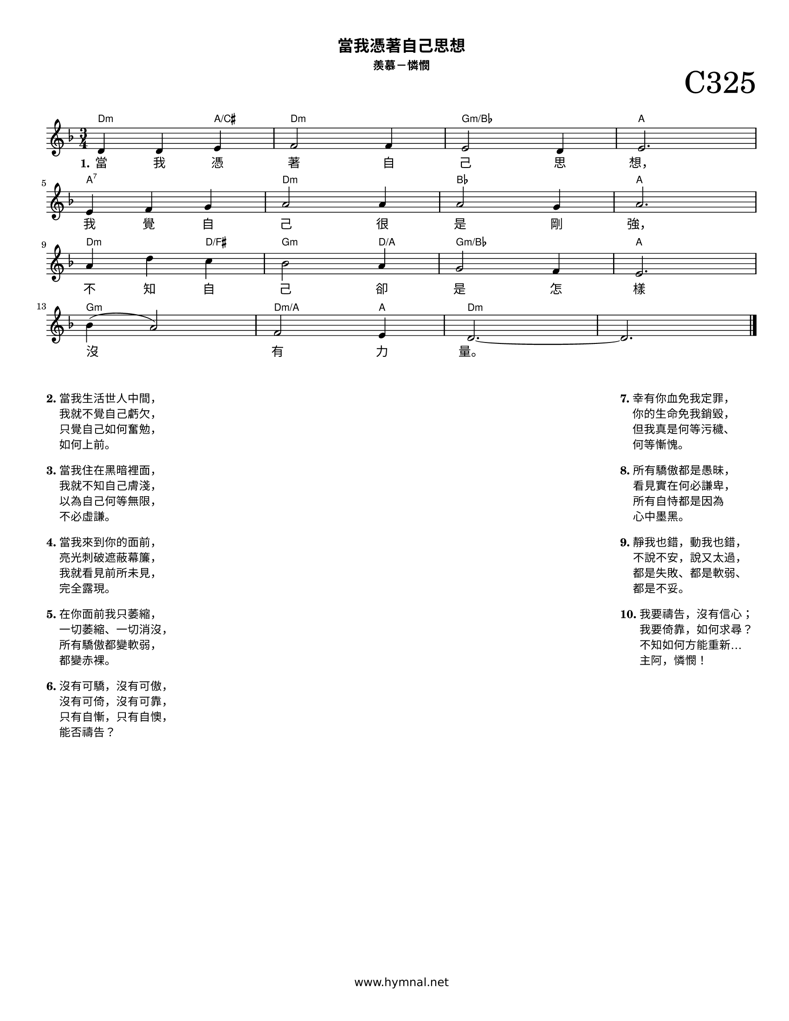 當我憑著自己思想
羨慕－憐憫
C325
Dm A/C♯ Dm Gm/B♭ A
1. 當 我 憑 著 自 己 思 想，
5 A7 Dm B♭ A
我 覺 自 己 很 是 剛 強，
9 Dm D/F♯ Gm D/A Gm/B♭ A
不 知 自 己 卻 是 怎 樣
13 Gm Dm/A A Dm
沒 有 力 量。
2. 當我生活世人中間，
我就不覺自己虧欠，
只覺自己如何奮勉，
如何上前。
3. 當我住在黑暗裡面，
我就不知自己膚淺，
以為自己何等無限，
不必虛謙。
4. 當我來到你的面前，
亮光刺破遮蔽幕簾，
我就看見前所未見，
完全露現。
5. 在你面前我只萎縮，
一切萎縮、一切消沒，
所有驕傲都變軟弱，
都變赤裸。
6. 沒有可驕，沒有可傲，
沒有可倚，沒有可靠，
只有自慚，只有自懊，
能否禱告？
7. 幸有你血免我定罪，
你的生命免我銷毀，
但我真是何等污穢、
何等慚愧。
8. 所有驕傲都是愚昧，
看見實在何必謙卑，
所有自恃都是因為
心中墨黑。
9. 靜我也錯，動我也錯，
不說不安，說又太過，
都是失敗、都是軟弱、
都是不妥。
10. 我要禱告，沒有信心；
我要倚靠，如何求尋？
不知如何方能重新…
主阿，憐憫！
www.hymnal.net